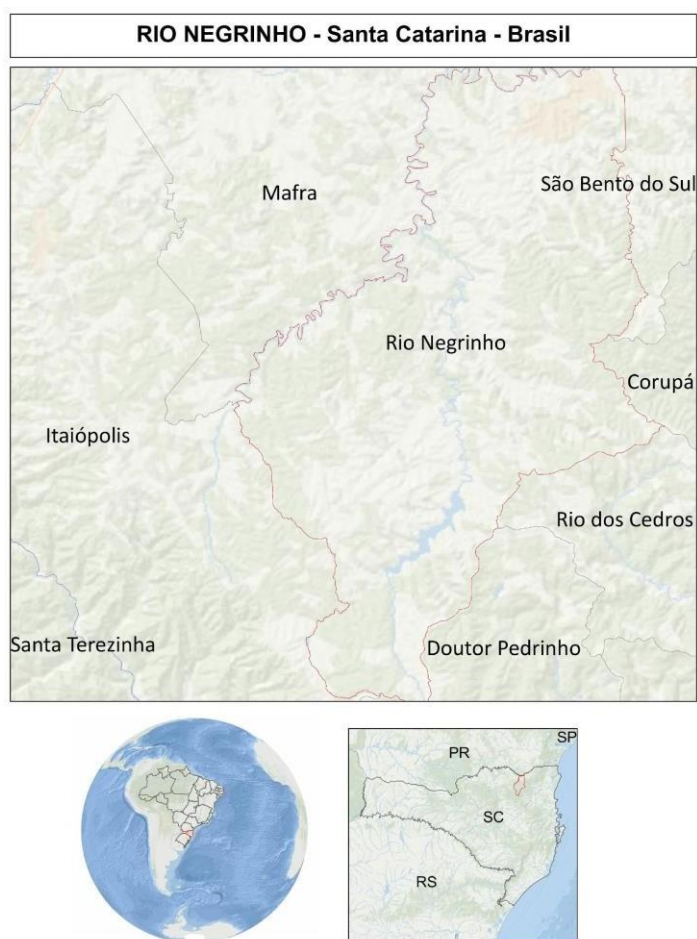 RIO NEGRINHO - Santa Catarina - Brasil
Mafra
São Bento do Sul
Rio Negrinho
Corupá
Itaiópolis
Rio dos Cedros
Santa Terezinha
Doutor Pedrinho
SP
PR
SC
RS